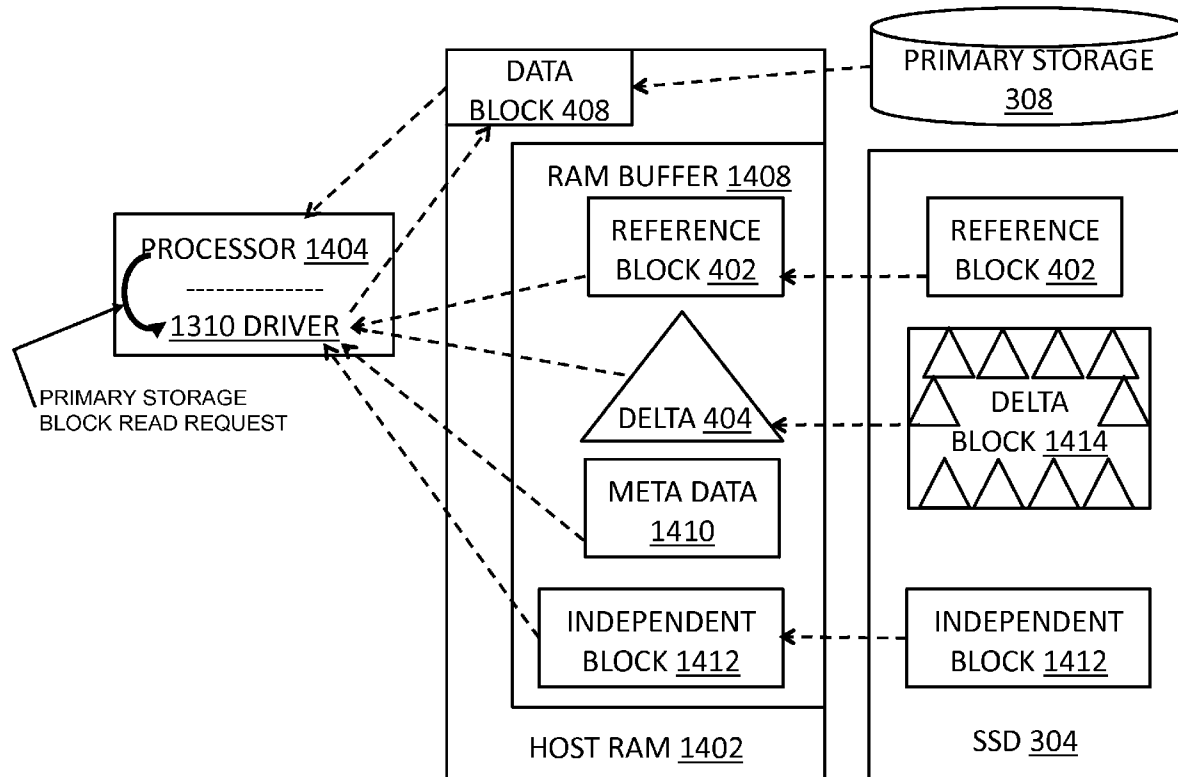 DATA
BLOCK 408
PRIMARY STORAGE
308
RAM BUFFER 1408
PROCESSOR 1404
--------------
1310 DRIVER
PRIMARY STORAGE
BLOCK READ REQUEST
REFERENCE
BLOCK 402
REFERENCE
BLOCK 402
DELTA 404
DELTA
BLOCK 1414
META DATA
1410
INDEPENDENT
BLOCK 1412
INDEPENDENT
BLOCK 1412
HOST RAM 1402
SSD 304